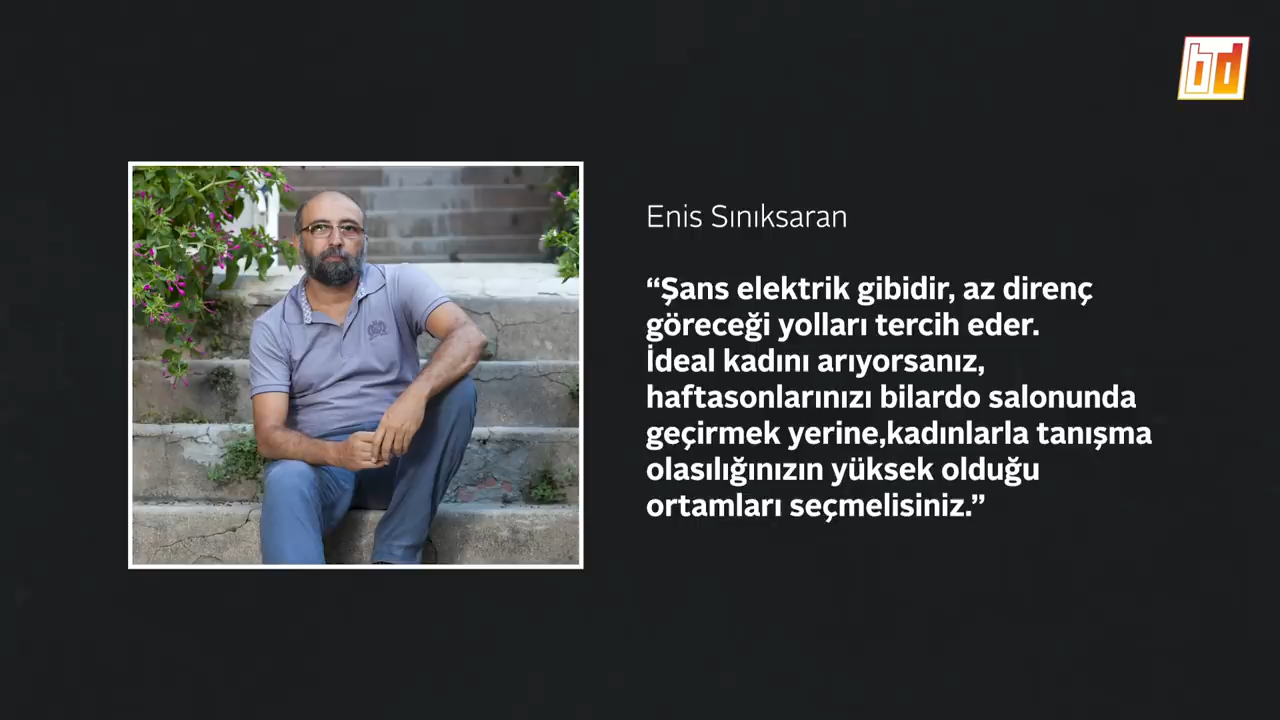 bd
Enis Sınıksaran
“Şans elektrik gibidir, az direnç
göreceği yolları tercih eder.
İdeal kadını arıyorsanız,
haftasonlarınızı bilardo salonunda
geçirmek yerine,kadınlarla tanışma
olasılığınızın yüksek olduğu
ortamları seçmelisiniz.”